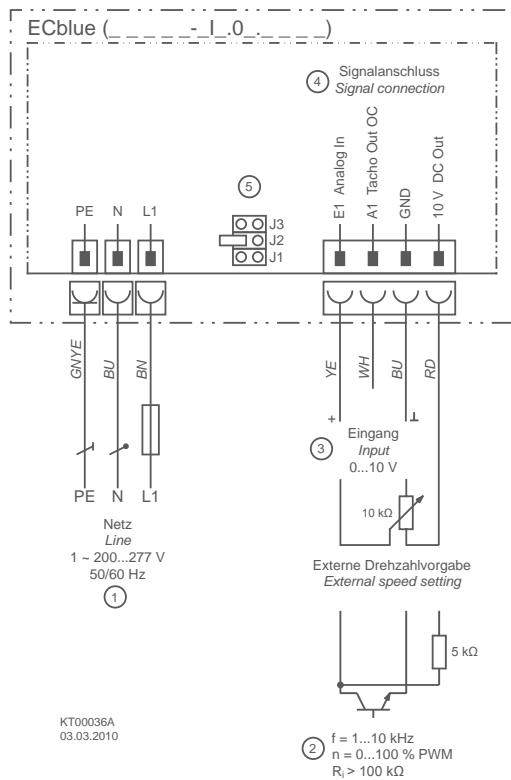 ECblue (_ _ _ _ _-_I_.0_._ _ _ _)
4 Signalanschluss
Signal connection
E1 Analog In
A1 Tacho Out OC
GND
10 V DC Out
5
PE N L1
J3
J2
J1
GNYE BU BN
YE WH BU RD
+ ⊥
3 Eingang
Input
0...10 V
10 kΩ
PE N L1
Netz
Line
1 ~ 200...277 V
50/60 Hz
1
Externe Drehzahlvorgabe
External speed setting
5 kΩ
KT00036A
03.03.2010
2 f = 1...10 kHz
n = 0...100 % PWM
Ri > 100 kΩ